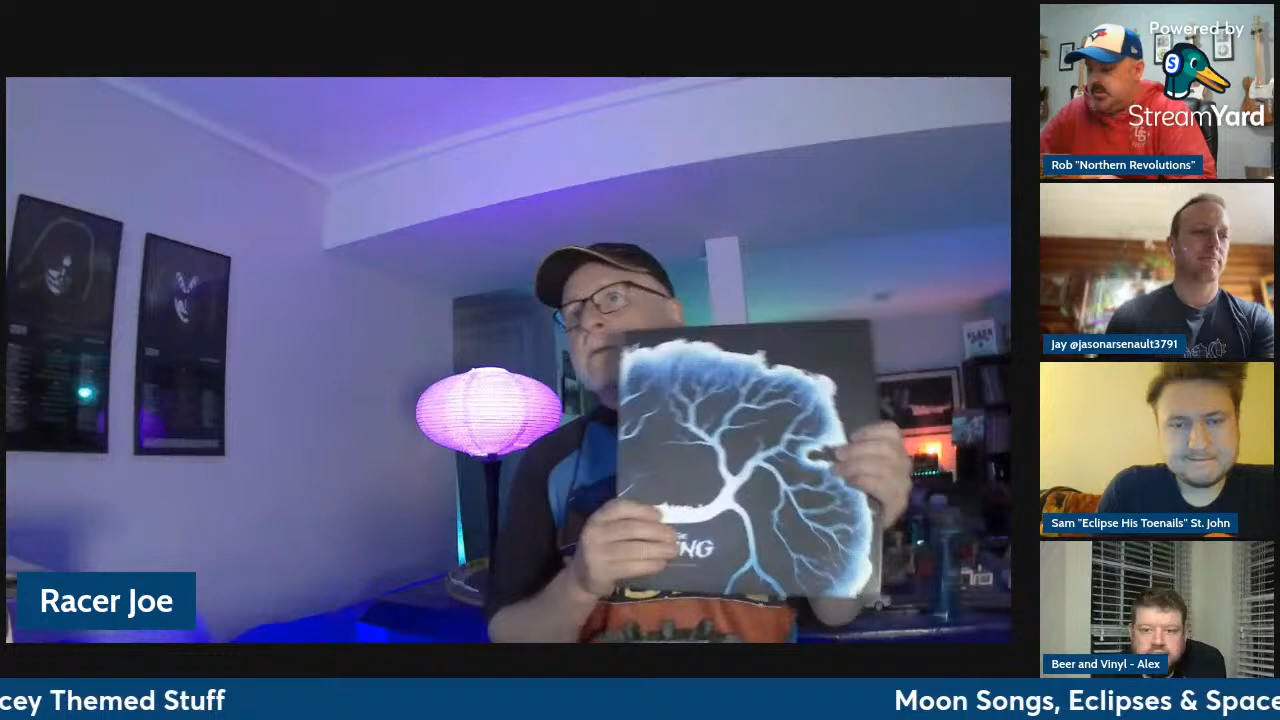 Powered by
S
StreamYard
Rob "Northern Revolutions"
Jay @jasonarsenault3791
Sam "Eclipse His Toenails" St. John
Beer and Vinyl - Alex
Racer Joe
cey Themed Stuff
Moon Songs, Eclipses & Space